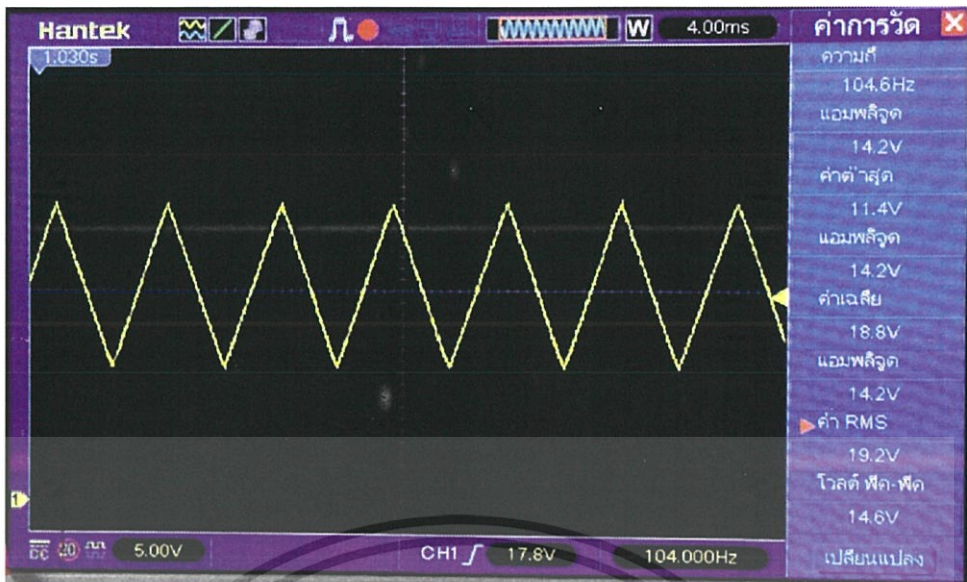 Hantek
W
4.00ms
1.030s
ค่าการวัด
ความถี่
104.6Hz
แอมพลิจูด
14.2V
ค่าต่ำสุด
11.4V
แอมพลิจูด
14.2V
ค่าเฉลี่ย
18.8V
แอมพลิจูด
14.2V
ค่า RMS
19.2V
โวลต์ พีค-พีค
14.6V
เปลี่ยนแปลง
1
DC 20 5.00V
CH1 17.8V
104.000Hz